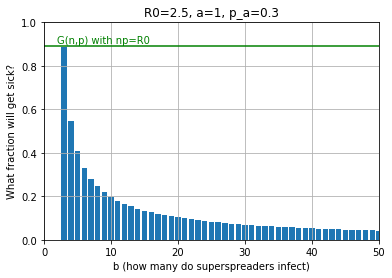 R0=2.5, a=1, p_a=0.3
G(n,p) with np=R0
What fraction will get sick?
1.0
0.8
0.6
0.4
0.2
0.0
0 10 20 30 40 50
b (how many do superspreaders infect)